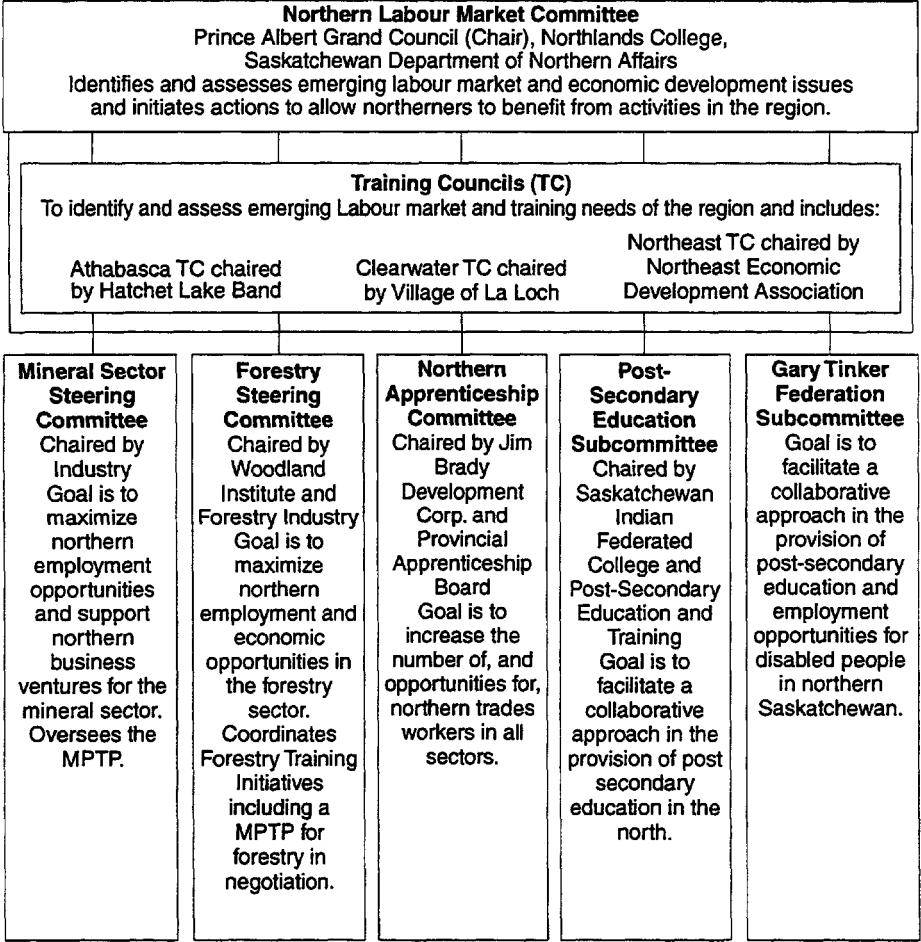 Northern Labour Market Committee
Prince Albert Grand Council (Chair), Northlands College,
Saskatchewan Department of Northern Affairs
Identifies and assesses emerging labour market and economic development issues
and initiates actions to allow northerners to benefit from activities in the region.
Training Councils (TC)
To identify and assess emerging Labour market and training needs of the region and includes:
Athabasca TC chaired
by Hatchet Lake Band
Clearwater TC chaired
by Village of La Loch
Northeast TC chaired by
Northeast Economic
Development Association
Mineral Sector
Steering
Committee
Chaired by
Industry
Goal is to
maximize
northern
employment
opportunities
and support
northern
business
ventures for the
mineral sector.
Oversees the
MPTP.
Forestry
Steering
Committee
Chaired by
Woodland
Institute and
Forestry Industry
Goal is to
maximize
northern
employment and
economic
opportunities in
the forestry
sector.
Coordinates
Forestry Training
Initiatives
including a
MPTP for
forestry in
negotiation.
Northern
Apprenticeship
Committee
Chaired by Jim
Brady
Development
Corp. and
Provincial
Apprenticeship
Board
Goal is to
increase the
number of, and
opportunities for,
northern trades
workers in all
sectors.
Post-
Secondary
Education
Subcommittee
Chaired by
Saskatchewan
Indian
Federated
College and
Post-Secondary
Education and
Training
Goal is to
facilitate a
collaborative
approach in the
provision of post
secondary
education in the
north.
Gary Tinker
Federation
Subcommittee
Goal is to
facilitate a
collaborative
approach in the
provision of
post-secondary
education and
employment
opportunities for
disabled people
in northern
Saskatchewan.